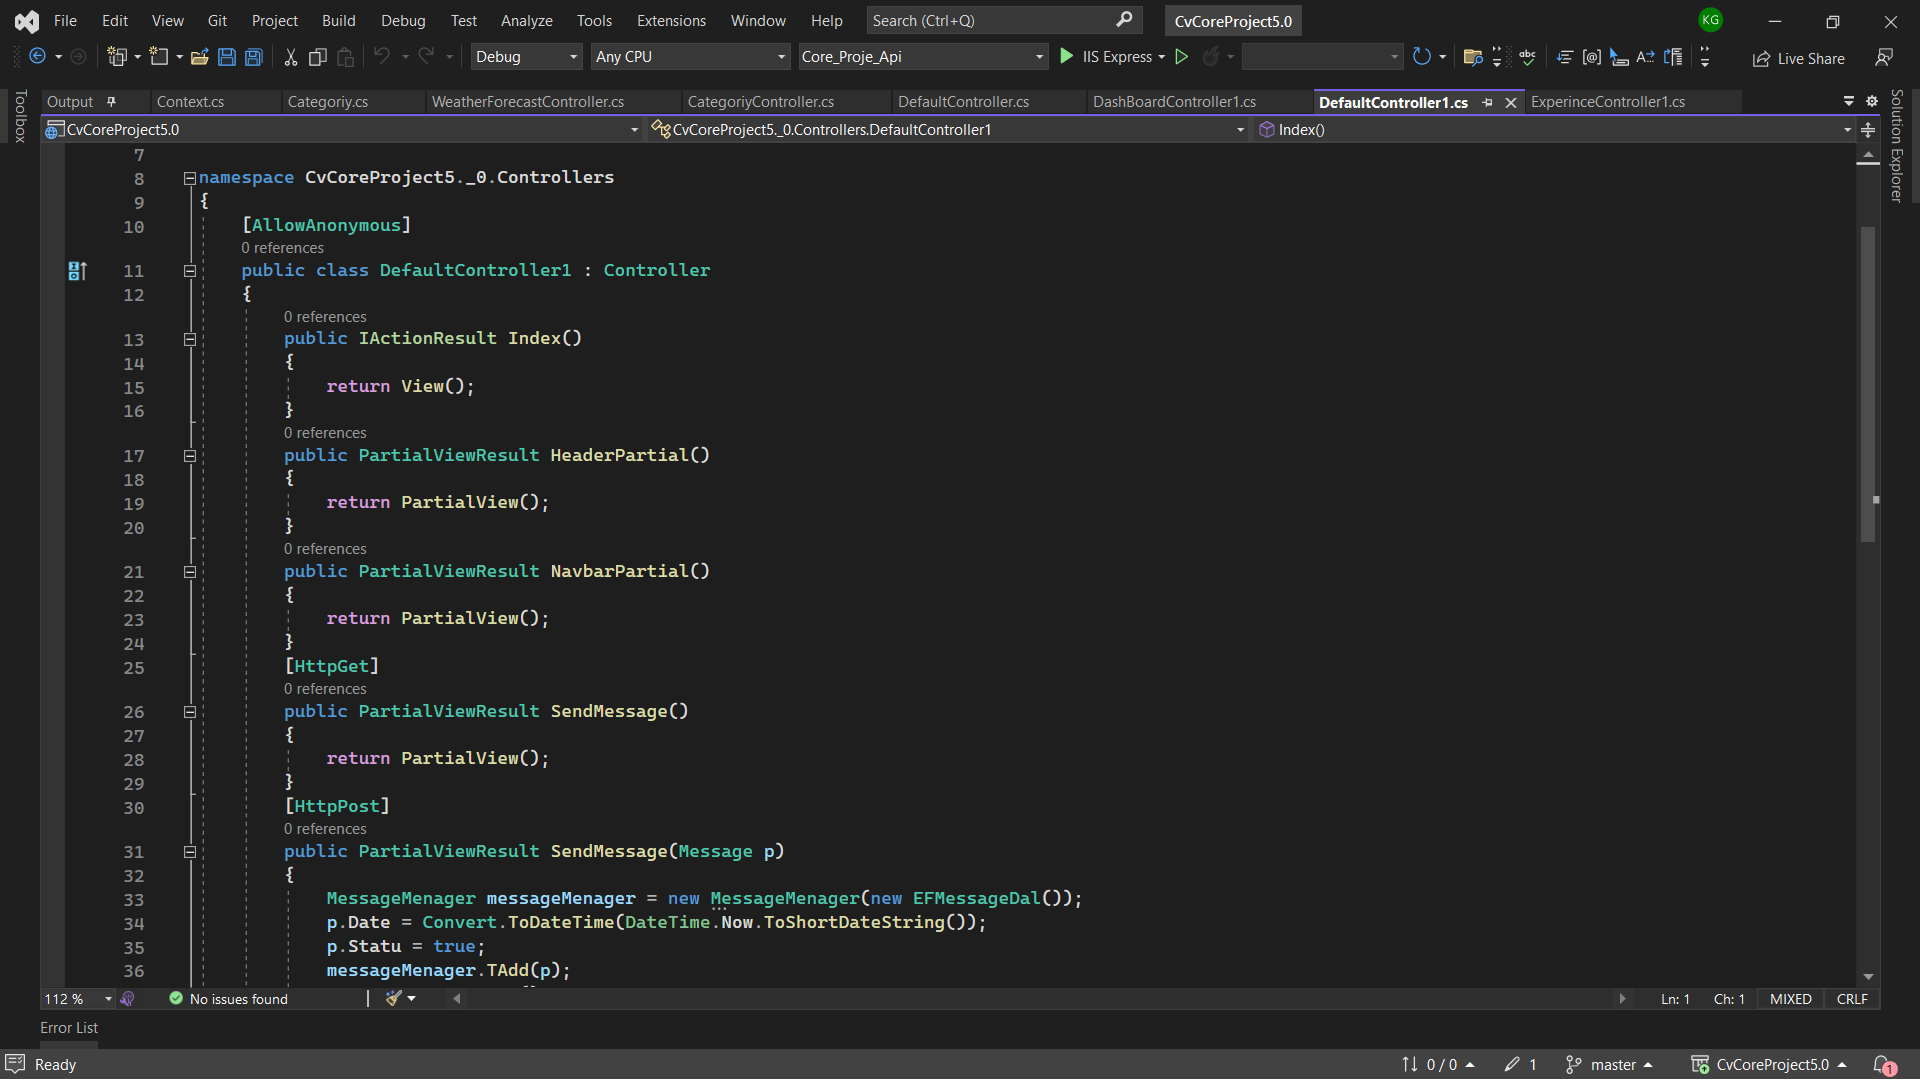 File Edit View Git Project Build Debug Test Analyze Tools Extensions Window Help Search (Ctrl+Q) CvCoreProject5.0 KG
Debug Any CPU Core_Proje_Api IIS Express Live Share
Toolbox
Output Context.cs Categoriy.cs WeatherForecastController.cs CategoriyController.cs DefaultController.cs DashBoardController1.cs DefaultController1.cs ExperinceController1.cs
Solution Explorer
CvCoreProject5.0 CvCoreProject5._0.Controllers.DefaultController1 Index()
7
8 namespace CvCoreProject5._0.Controllers
9 {
10 [AllowAnonymous]
0 references
11 public class DefaultController1 : Controller
12 {
0 references
13 public IActionResult Index()
14 {
15 return View();
16 }
0 references
17 public PartialViewResult HeaderPartial()
18 {
19 return PartialView();
20 }
0 references
21 public PartialViewResult NavbarPartial()
22 {
23 return PartialView();
24 }
25 [HttpGet]
0 references
26 public PartialViewResult SendMessage()
27 {
28 return PartialView();
29 }
30 [HttpPost]
0 references
31 public PartialViewResult SendMessage(Message p)
32 {
33 MessageMenager messageMenager = new MessageMenager(new EFMessageDal());
34 p.Date = Convert.ToDateTime(DateTime.Now.ToShortDateString());
35 p.Statu = true;
36 messageMenager.TAdd(p);
112 % No issues found Ln: 1 Ch: 1 MIXED CRLF
Error List
Ready 0 / 0 1 master CvCoreProject5.0 1